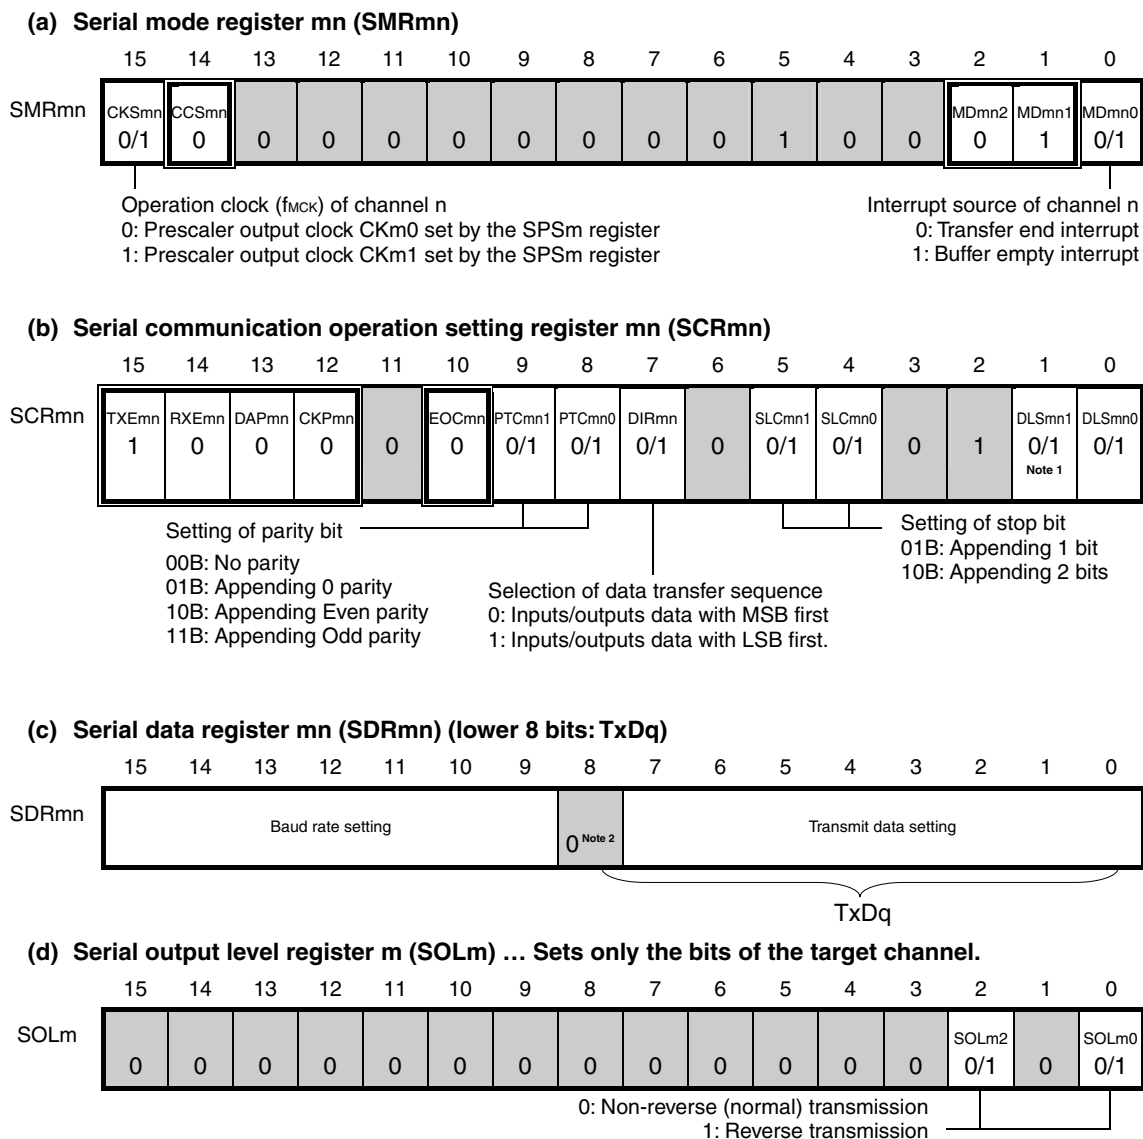 (a) Serial mode register mn (SMRmn)
15 14 13 12 11 10 9 8 7 6 5 4 3 2 1 0
SMRmn
CKSmn CCSmn MDmn2 MDmn1 MDmn0
0/1 0 0 0 0 0 0 0 0 0 1 0 0 0 1 0/1
Operation clock (fMCK) of channel n
0: Prescaler output clock CKm0 set by the SPSm register
1: Prescaler output clock CKm1 set by the SPSm register
Interrupt source of channel n
0: Transfer end interrupt
1: Buffer empty interrupt
(b) Serial communication operation setting register mn (SCRmn)
15 14 13 12 11 10 9 8 7 6 5 4 3 2 1 0
SCRmn
TXEmn RXEmn DAPmn CKPmn EOCmn PTCmn1 PTCmn0 DIRmn SLCmn1 SLCmn0 DLSmn1 DLSmn0
1 0 0 0 0 0 0/1 0/1 0/1 0 0/1 0/1 0 1 0/1 0/1
Note 1
Setting of parity bit
00B: No parity
01B: Appending 0 parity
10B: Appending Even parity
11B: Appending Odd parity
Selection of data transfer sequence
0: Inputs/outputs data with MSB first
1: Inputs/outputs data with LSB first.
Setting of stop bit
01B: Appending 1 bit
10B: Appending 2 bits
(c) Serial data register mn (SDRmn) (lower 8 bits: TxDq)
15 14 13 12 11 10 9 8 7 6 5 4 3 2 1 0
SDRmn
Baud rate setting
0 Note 2
Transmit data setting
TxDq
(d) Serial output level register m (SOLm) … Sets only the bits of the target channel.
15 14 13 12 11 10 9 8 7 6 5 4 3 2 1 0
SOLm
SOLm2 SOLm0
0 0 0 0 0 0 0 0 0 0 0 0 0 0/1 0 0/1
0: Non-reverse (normal) transmission
1: Reverse transmission